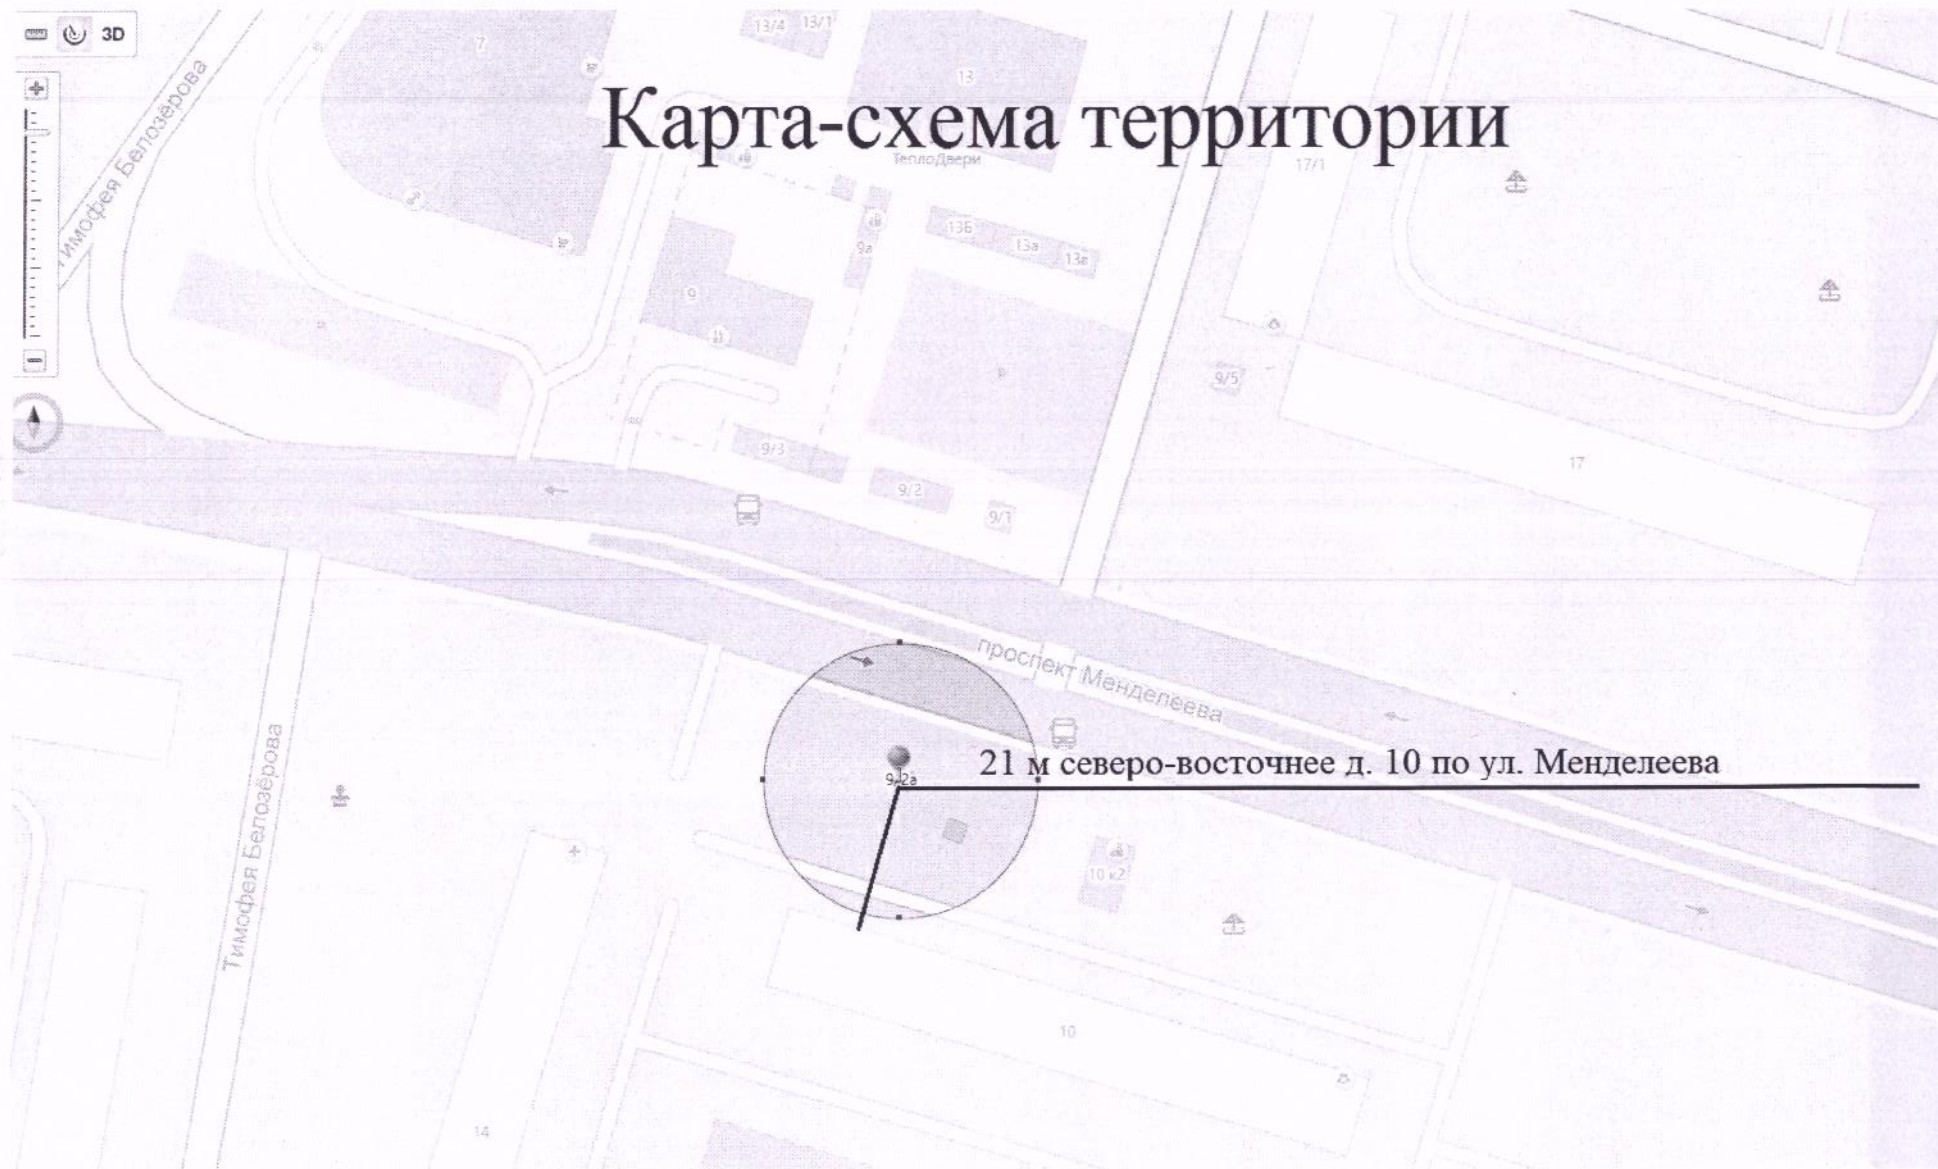 3D
13/4
13/1
7
13
Карта-схема территории
ТеплоДвери
17/1
Тимофея Белозёрова
13Б
9а
13а
13в
9
P
P
9/5
9/3
17
9/2
9/1
проспект Менделеева
21 м северо-восточнее д. 10 по ул. Менделеева
Тимофея Белозёрова
10 к2
10
14